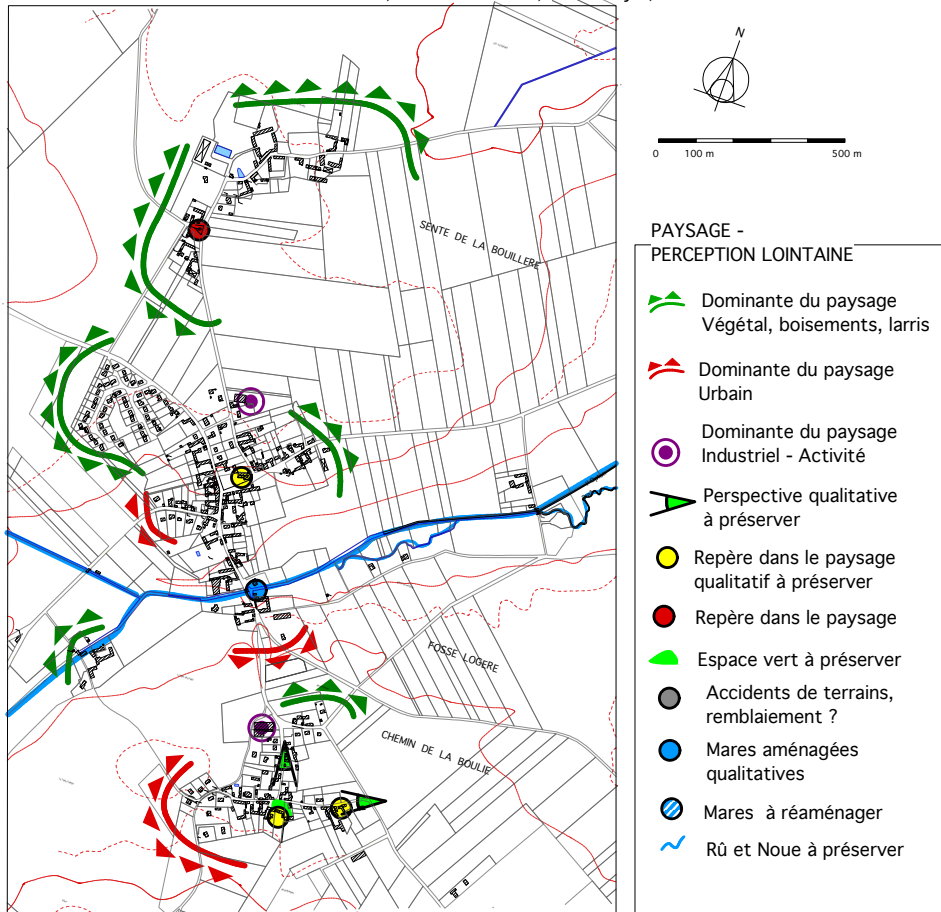 N
0 100 m 500 m
SENTE DE LA BOUILLERE
FOSSE LOGERE
CHEMIN DE LA BOULIE
PAYSAGE -
PERCEPTION LOINTAINE
Dominante du paysage
Végétal, boisements, larris
Dominante du paysage
Urbain
Dominante du paysage
Industriel - Activité
Perspective qualitative
à préserver
Repère dans le paysage
qualitatif à préserver
Repère dans le paysage
Espace vert à préserver
Accidents de terrains,
remblaiement ?
Mares aménagées
qualitatives
Mares à réaménager
Rû et Noue à préserver